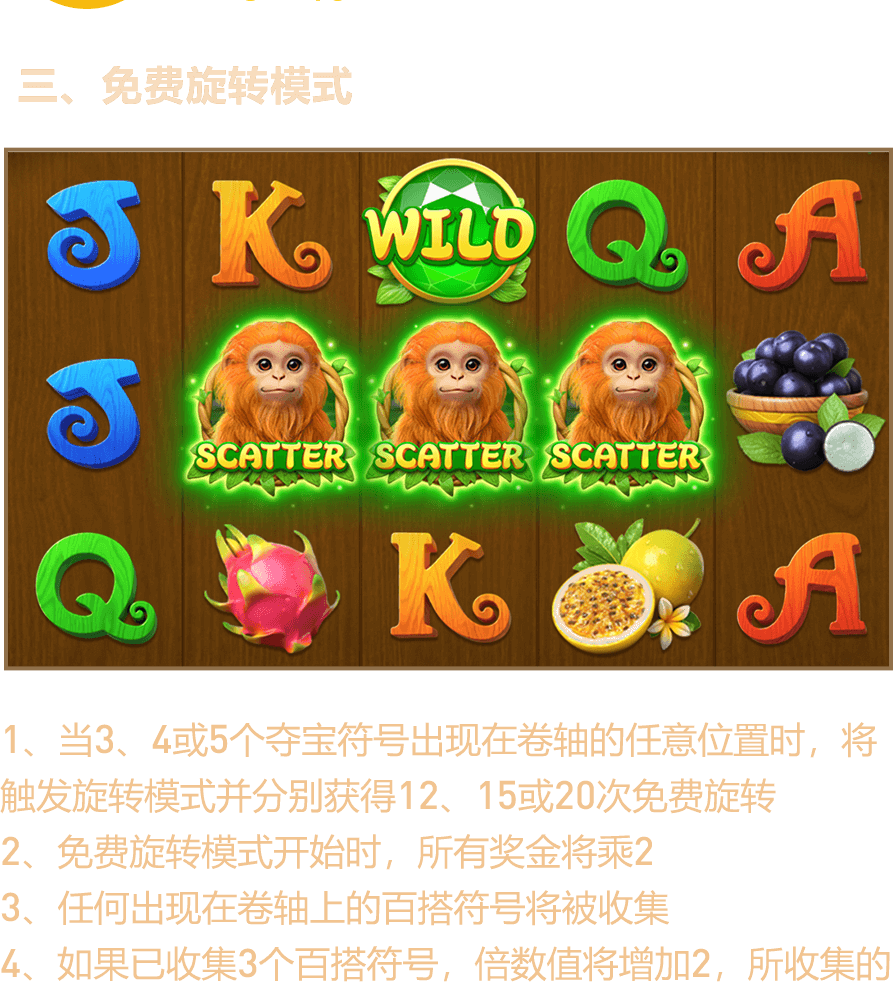 三、免费旋转模式
J K WILD Q A
J SCATTER SCATTER SCATTER
Q K A
1、当3、4或5个夺宝符号出现在卷轴的任意位置时，将
触发旋转模式并分别获得12、15或20次免费旋转
2、免费旋转模式开始时，所有奖金将乘2
3、任何出现在卷轴上的百搭符号将被收集
4、如果已收集3个百搭符号，倍数值将增加2，所收集的